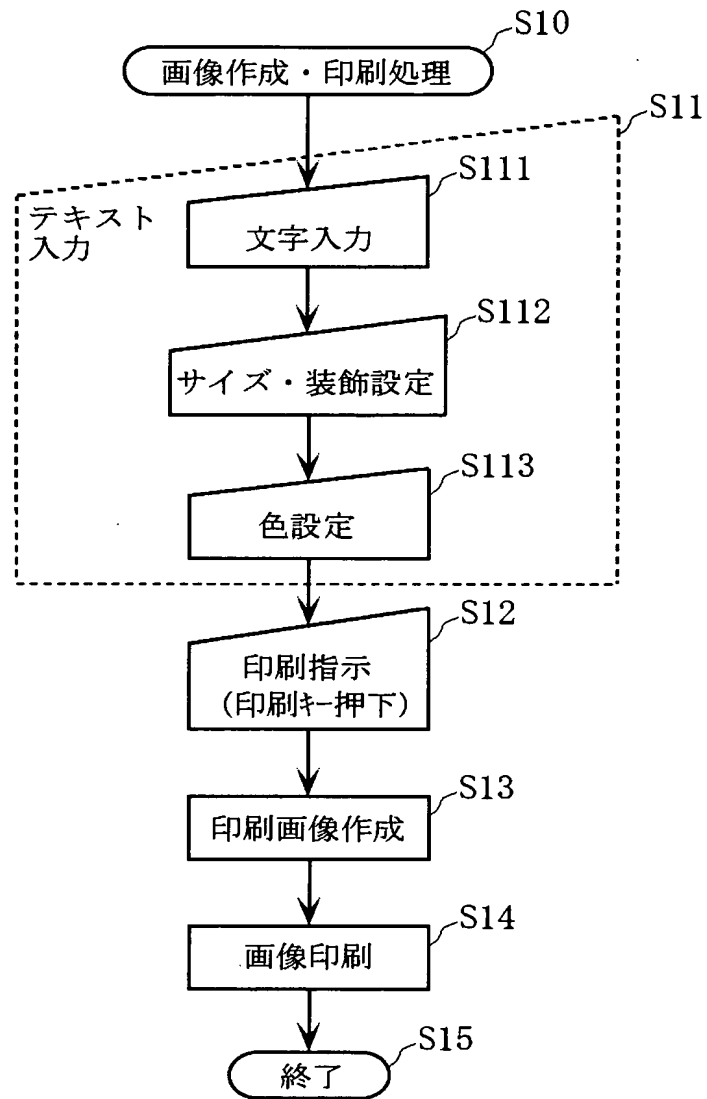 S10
画像作成・印刷処理
S11
テキスト
入力
S111
文字入力
S112
サイズ・装飾設定
S113
色設定
S12
印刷指示
(印刷ｷｰ押下)
S13
印刷画像作成
S14
画像印刷
S15
終了